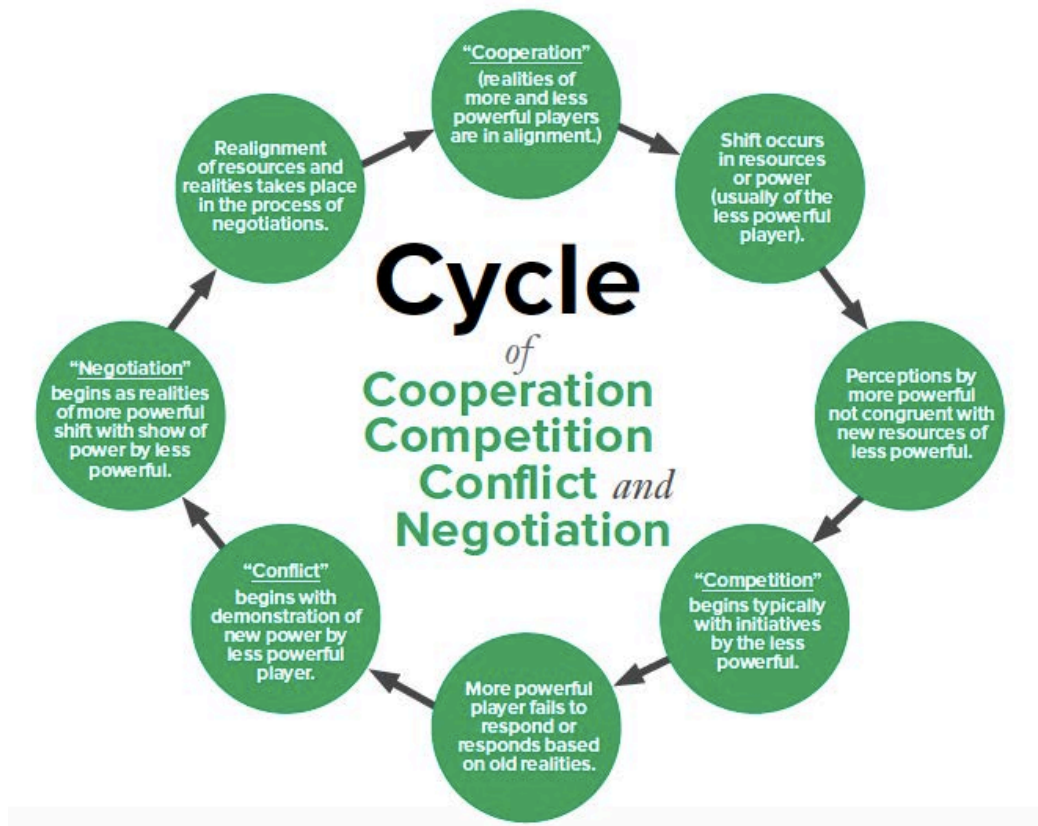 Cycle
of
Cooperation
Competition
Conflict and
Negotiation
“Cooperation”
(realities of
more and less
powerful players
are in alignment.)
Shift occurs
in resources
or power
(usually of the
less powerful
player).
Perceptions by
more powerful
not congruent with
new resources of
less powerful.
“Competition”
begins typically
with initiatives
by the less
powerful.
More powerful
player fails to
respond or
responds based
on old realities.
“Conflict”
begins with
demonstration of
new power by
less powerful
player.
“Negotiation”
begins as realities
of more powerful
shift with show of
power by less
powerful.
Realignment
of resources and
realities takes place
in the process of
negotiations.